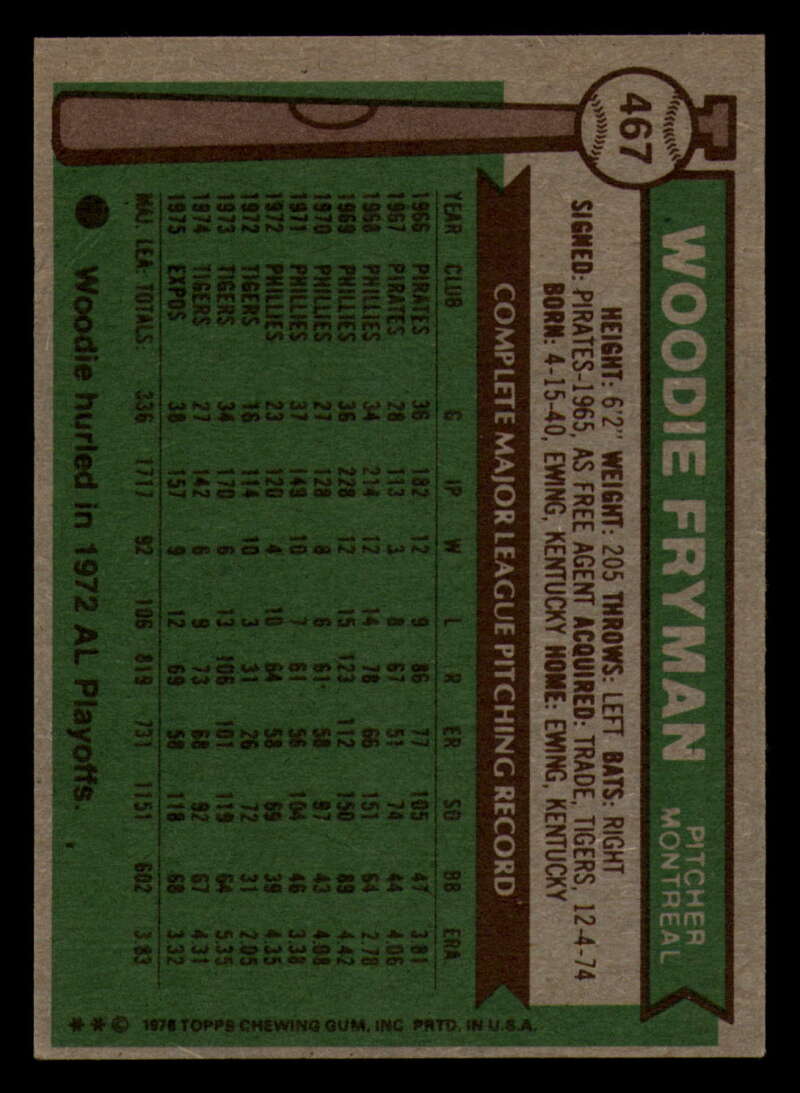 467
WOODIE FRYMAN
PITCHER
MONTREAL
HEIGHT: 6'2" WEIGHT: 205 THROWS: LEFT BATS: RIGHT
SIGNED: PIRATES-1965, AS FREE AGENT ACQUIRED: TRADE, TIGERS, 12-4-74
BORN: 4-15-40, EWING, KENTUCKY HOME: EWING, KENTUCKY
COMPLETE MAJOR LEAGUE PITCHING RECORD
YEAR CLUB G IP W L R ER SO BB ERA
1966 PIRATES 36 182 12 9 86 77 105 47 3.81
1967 PIRATES 28 113 3 8 67 51 74 44 4.06
1968 PHILLIES 34 214 12 14 78 66 151 64 2.78
1969 PHILLIES 36 228 12 15 123 112 150 89 4.42
1970 PHILLIES 27 128 8 6 61 58 97 43 4.08
1971 PHILLIES 37 149 10 7 61 56 104 46 3.38
1972 PHILLIES 23 120 4 10 64 58 69 39 4.35
1972 TIGERS 16 114 10 3 31 26 72 31 2.05
1973 TIGERS 34 170 6 13 106 101 119 64 5.35
1974 TIGERS 27 142 6 9 73 68 92 67 4.31
1975 EXPOS 38 157 9 12 69 58 118 68 3.32
MAJ. LEA. TOTALS: 336 1717 92 106 819 731 1151 602 3.83
Woodie hurled in 1972 AL Playoffs.
* * © 1976 TOPPS CHEWING GUM, INC PRTD. IN U.S.A.